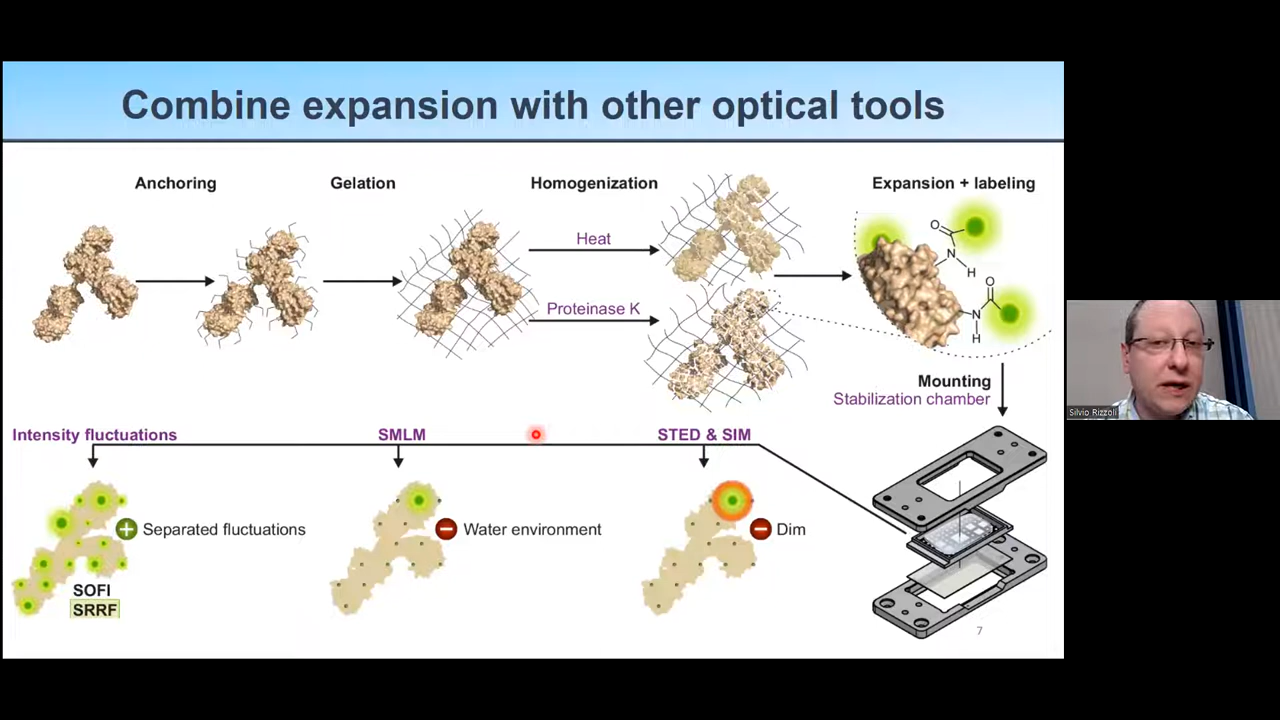 Combine expansion with other optical tools
Anchoring
Gelation
Homogenization
Expansion + labeling
Heat
Proteinase K
O
N
H
O
N
H
Mounting
Stabilization chamber
Intensity fluctuations
SMLM
STED & SIM
Separated fluctuations
Water environment
Dim
SOFI
SRRF
7
Silvio Rizzoli